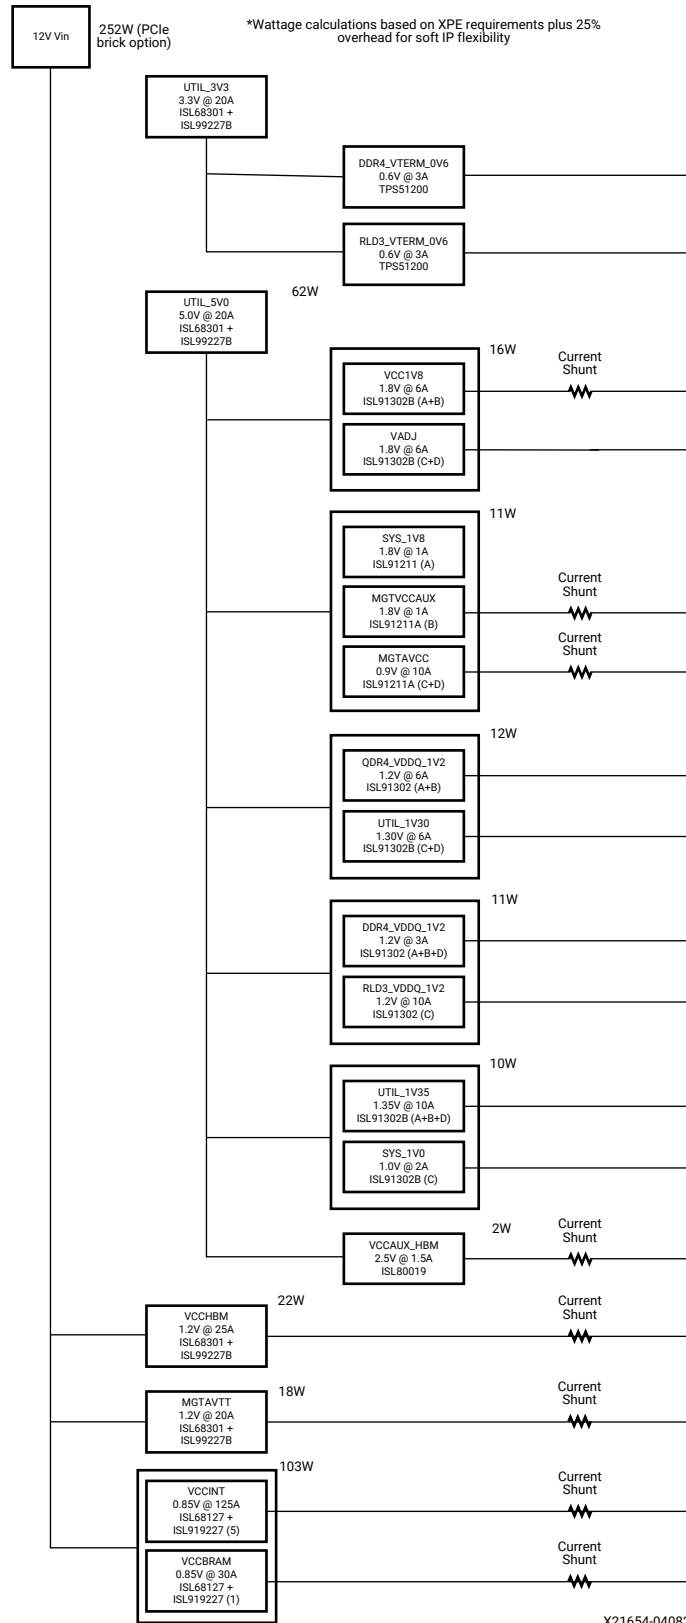 12V Vin
252W (PCIe
brick option)
*Wattage calculations based on XPE requirements plus 25%
overhead for soft IP flexibility
UTIL_3V3
3.3V @ 20A
ISL68301 +
ISL99227B
DDR4_VTERM_0V6
0.6V @ 3A
TPS51200
RLD3_VTERM_0V6
0.6V @ 3A
TPS51200
62W
UTIL_5V0
5.0V @ 20A
ISL68301 +
ISL99227B
16W
VCC1V8
1.8V @ 6A
ISL91302B (A+B)
Current
Shunt
VADJ
1.8V @ 6A
ISL91302B (C+D)
11W
SYS_1V8
1.8V @ 1A
ISL91211 (A)
MGTVCCAUX
1.8V @ 1A
ISL91211A (B)
Current
Shunt
MGTAVCC
0.9V @ 10A
ISL91211A (C+D)
Current
Shunt
12W
QDR4_VDDQ_1V2
1.2V @ 6A
ISL91302 (A+B)
UTIL_1V30
1.30V @ 6A
ISL91302B (C+D)
11W
DDR4_VDDQ_1V2
1.2V @ 3A
ISL91302 (A+B+D)
RLD3_VDDQ_1V2
1.2V @ 10A
ISL91302 (C)
10W
UTIL_1V35
1.35V @ 10A
ISL91302B (A+B+D)
SYS_1V0
1.0V @ 2A
ISL91302B (C)
2W
VCCAUX_HBM
2.5V @ 1.5A
ISL80019
Current
Shunt
22W
VCCHBM
1.2V @ 25A
ISL68301 +
ISL99227B
Current
Shunt
18W
MGTAVTT
1.2V @ 20A
ISL68301 +
ISL99227B
Current
Shunt
103W
VCCINT
0.85V @ 125A
ISL68127 +
ISL919227 (5)
Current
Shunt
VCCBRAM
0.85V @ 30A
ISL68127 +
ISL919227 (1)
Current
Shunt